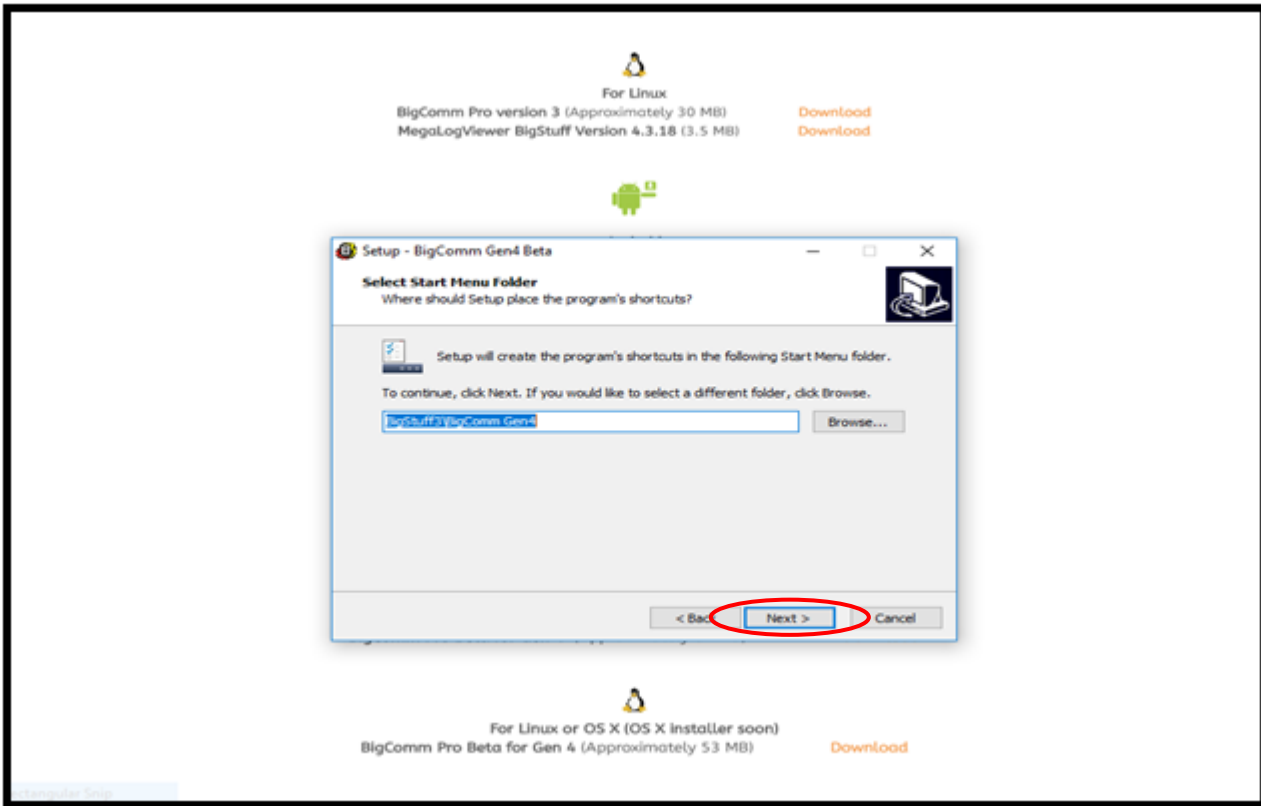 For Linux
BigComm Pro version 3 (Approximately 30 MB) Download
MegaLogViewer BigStuff Version 4.3.18 (3.5 MB) Download
Setup - BigComm Gen4 Beta
Select Start Menu Folder
Where should Setup place the program's shortcuts?
Setup will create the program's shortcuts in the following Start Menu folder.
To continue, click Next. If you would like to select a different folder, click Browse.
BigStuff3\BigComm Gen4
Browse...
< Bac Next > Cancel
For Linux or OS X (OS X Installer soon)
BigComm Pro Beta for Gen 4 (Approximately 53 MB) Download
ectangular Snip